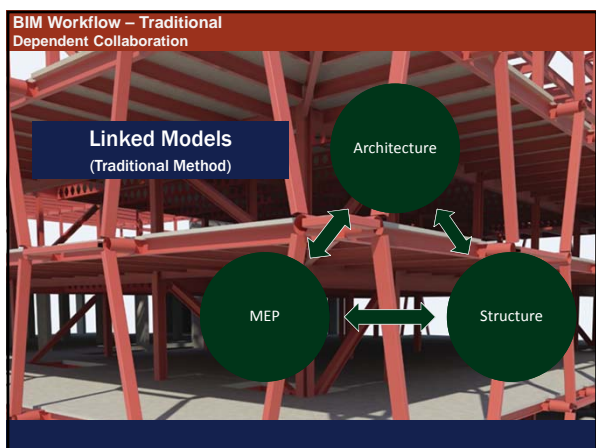 BIM Workflow – Traditional
Dependent Collaboration
Linked Models
(Traditional Method)
Architecture
MEP
Structure